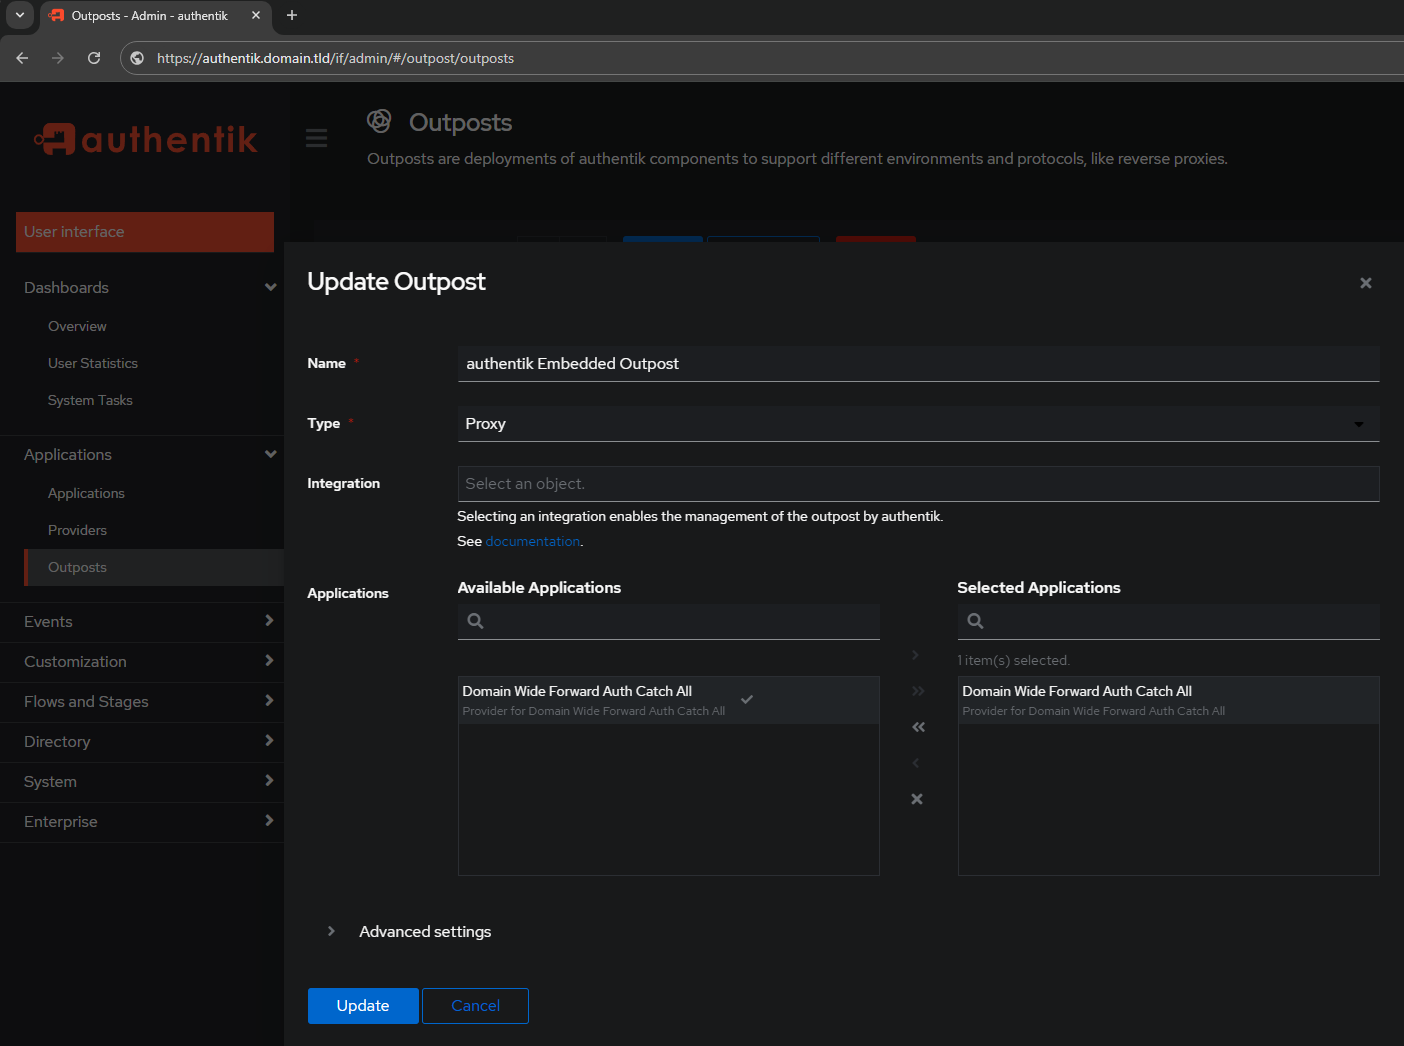 Outposts - Admin - authentik
https://authentik.domain.tld/if/admin/#/outpost/outposts
authentik
Outposts
Outposts are deployments of authentik components to support different environments and protocols, like reverse proxies.
User interface
Dashboards
Overview
User Statistics
System Tasks
Applications
Applications
Providers
Outposts
Events
Customization
Flows and Stages
Directory
System
Enterprise
Update Outpost
Name *
authentik Embedded Outpost
Type *
Proxy
Integration
Select an object.
Selecting an integration enables the management of the outpost by authentik.
See documentation.
Applications
Available Applications
Domain Wide Forward Auth Catch All
Provider for Domain Wide Forward Auth Catch All
Selected Applications
1 item(s) selected.
Domain Wide Forward Auth Catch All
Provider for Domain Wide Forward Auth Catch All
Advanced settings
Update
Cancel